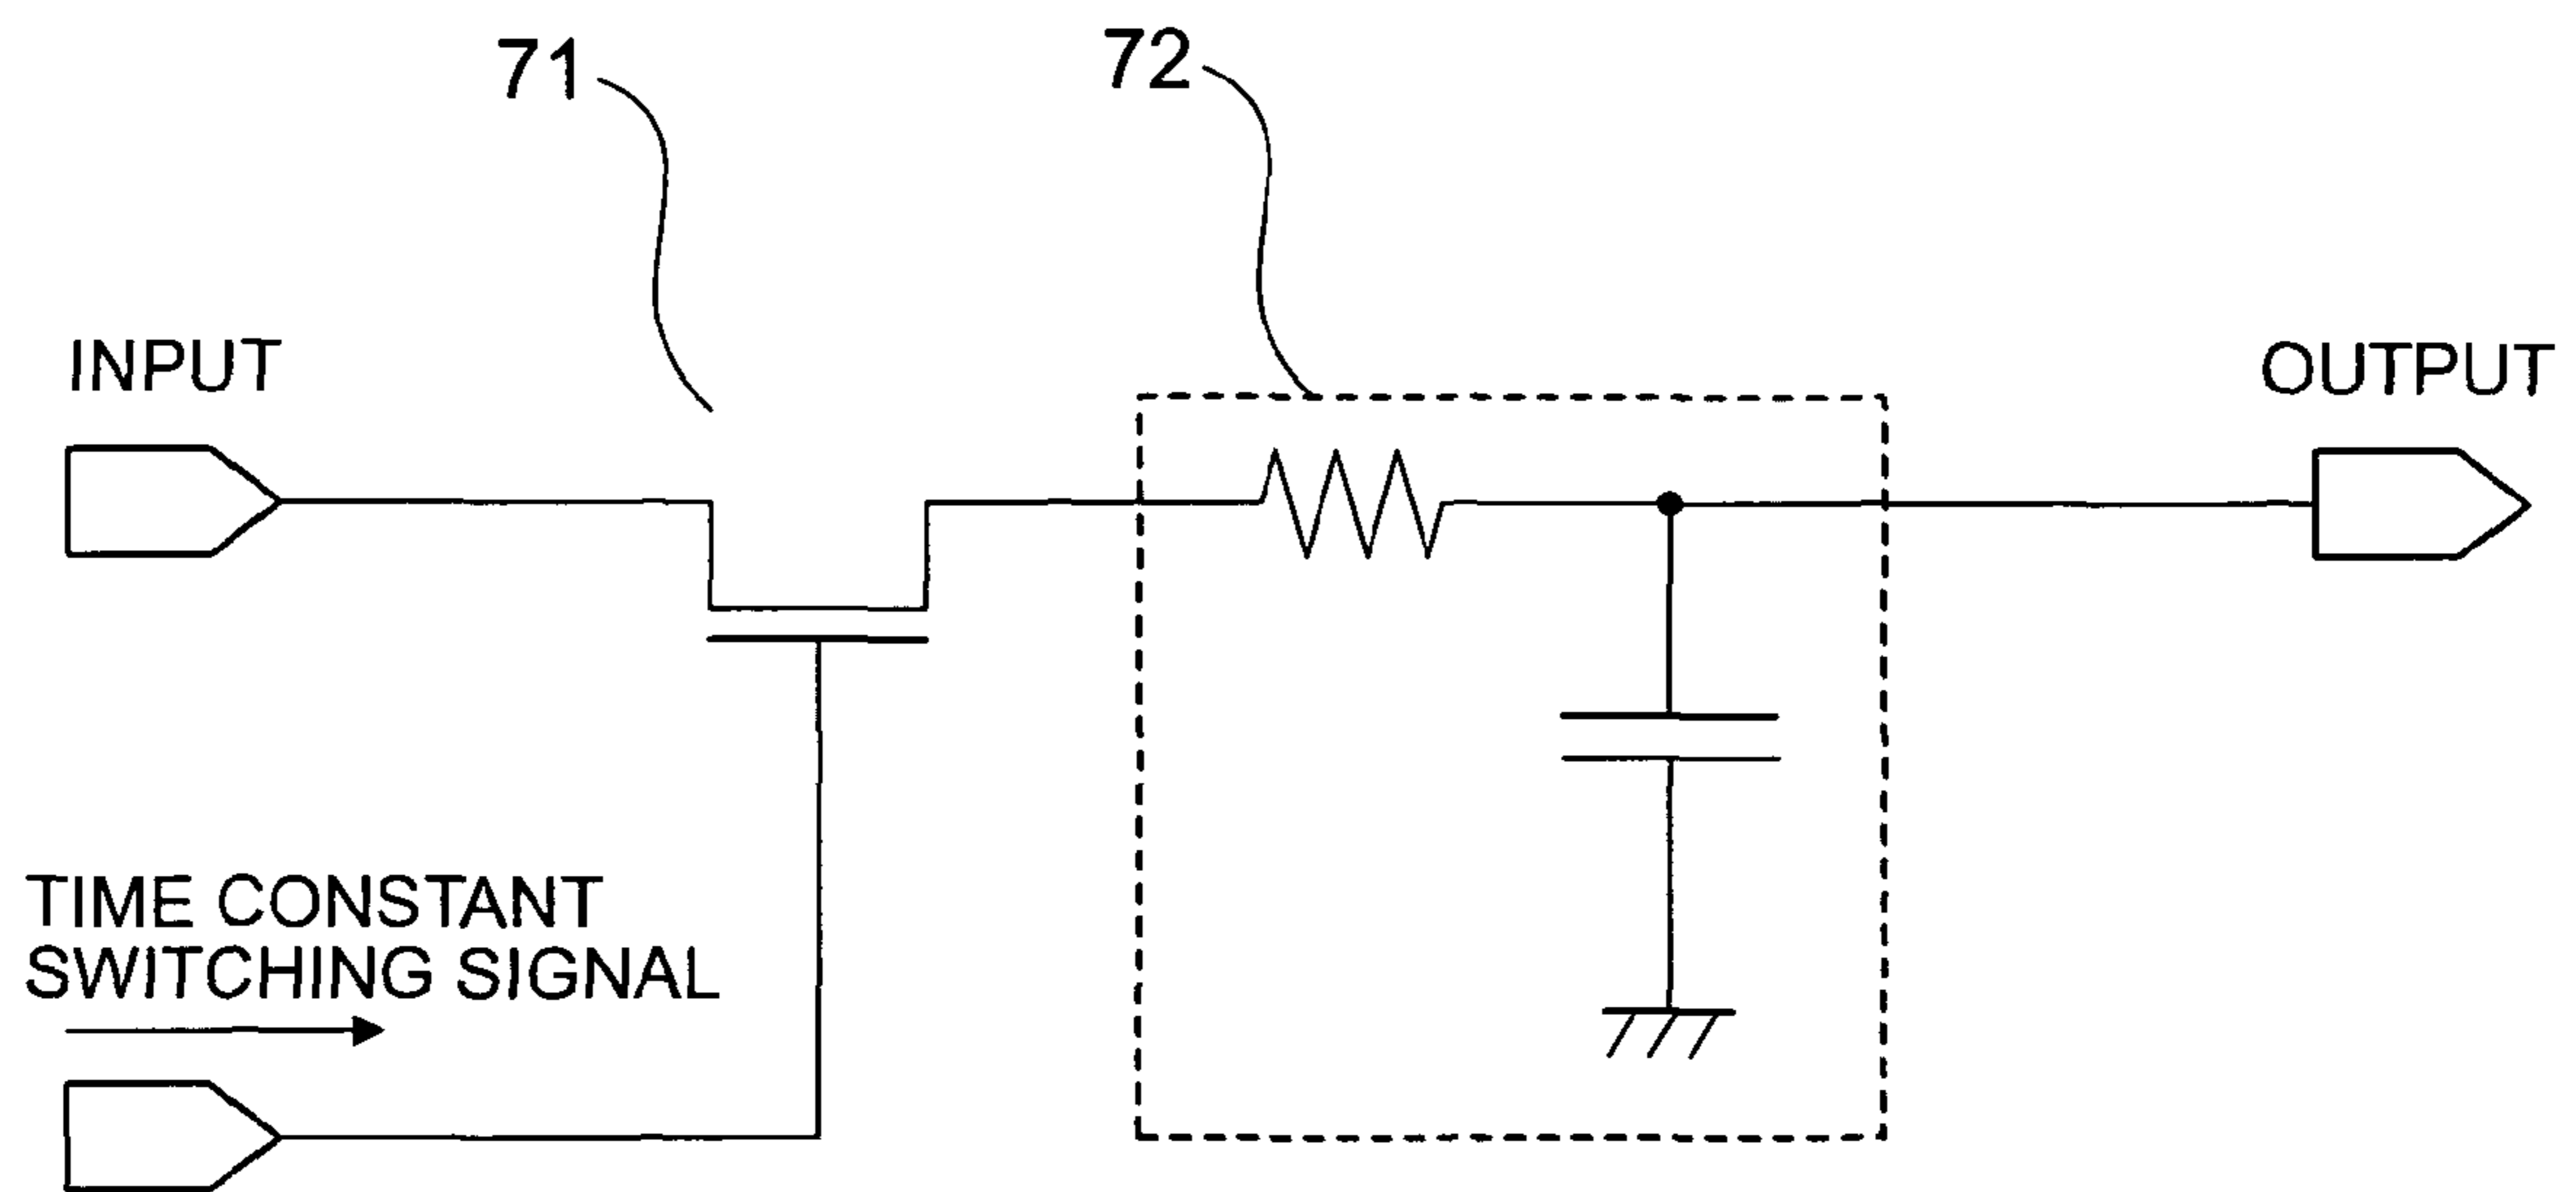 71
72
INPUT
OUTPUT
TIME CONSTANT
SWITCHING SIGNAL